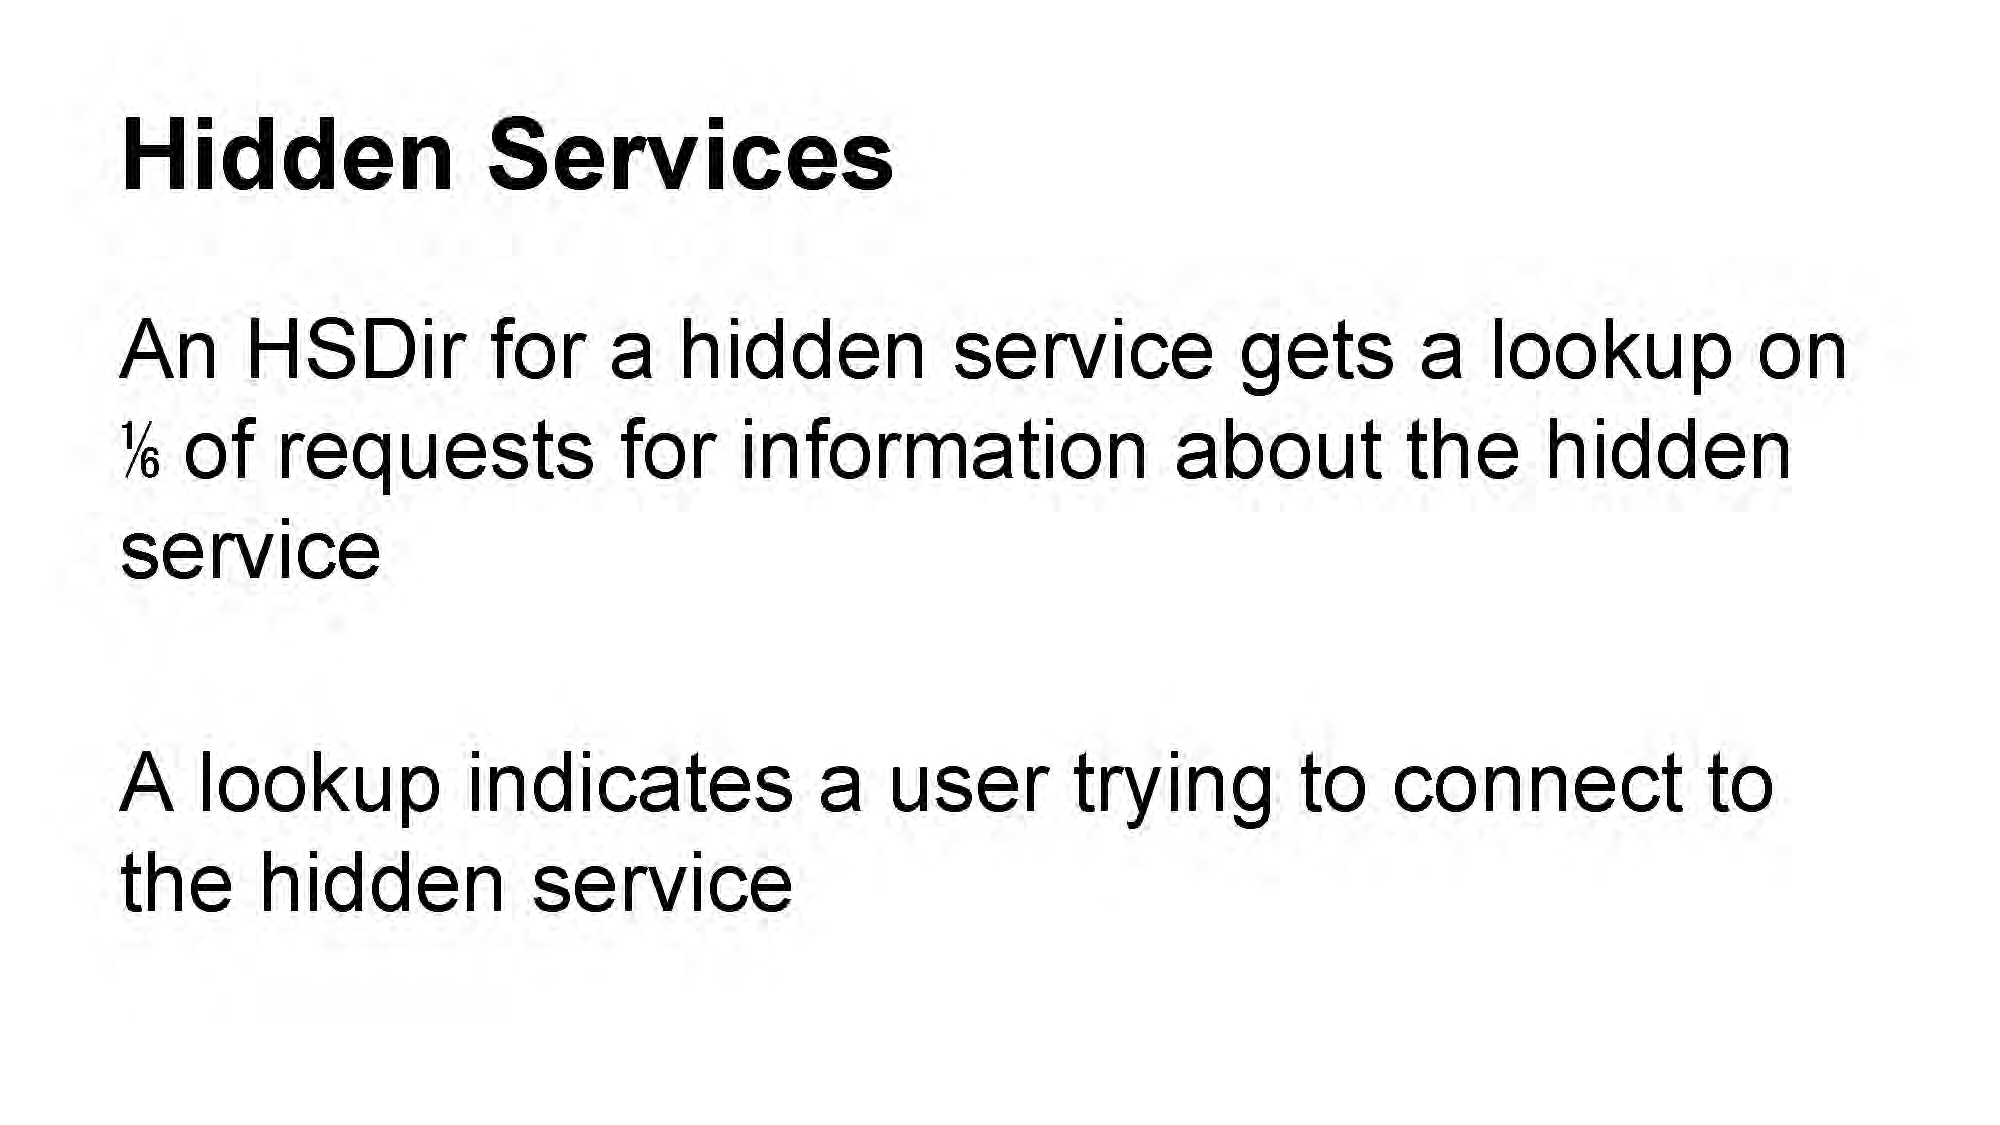 Hidden Services
An HSDir for a hidden service gets a lookup on
⅙ of requests for information about the hidden
service
A lookup indicates a user trying to connect to
the hidden service